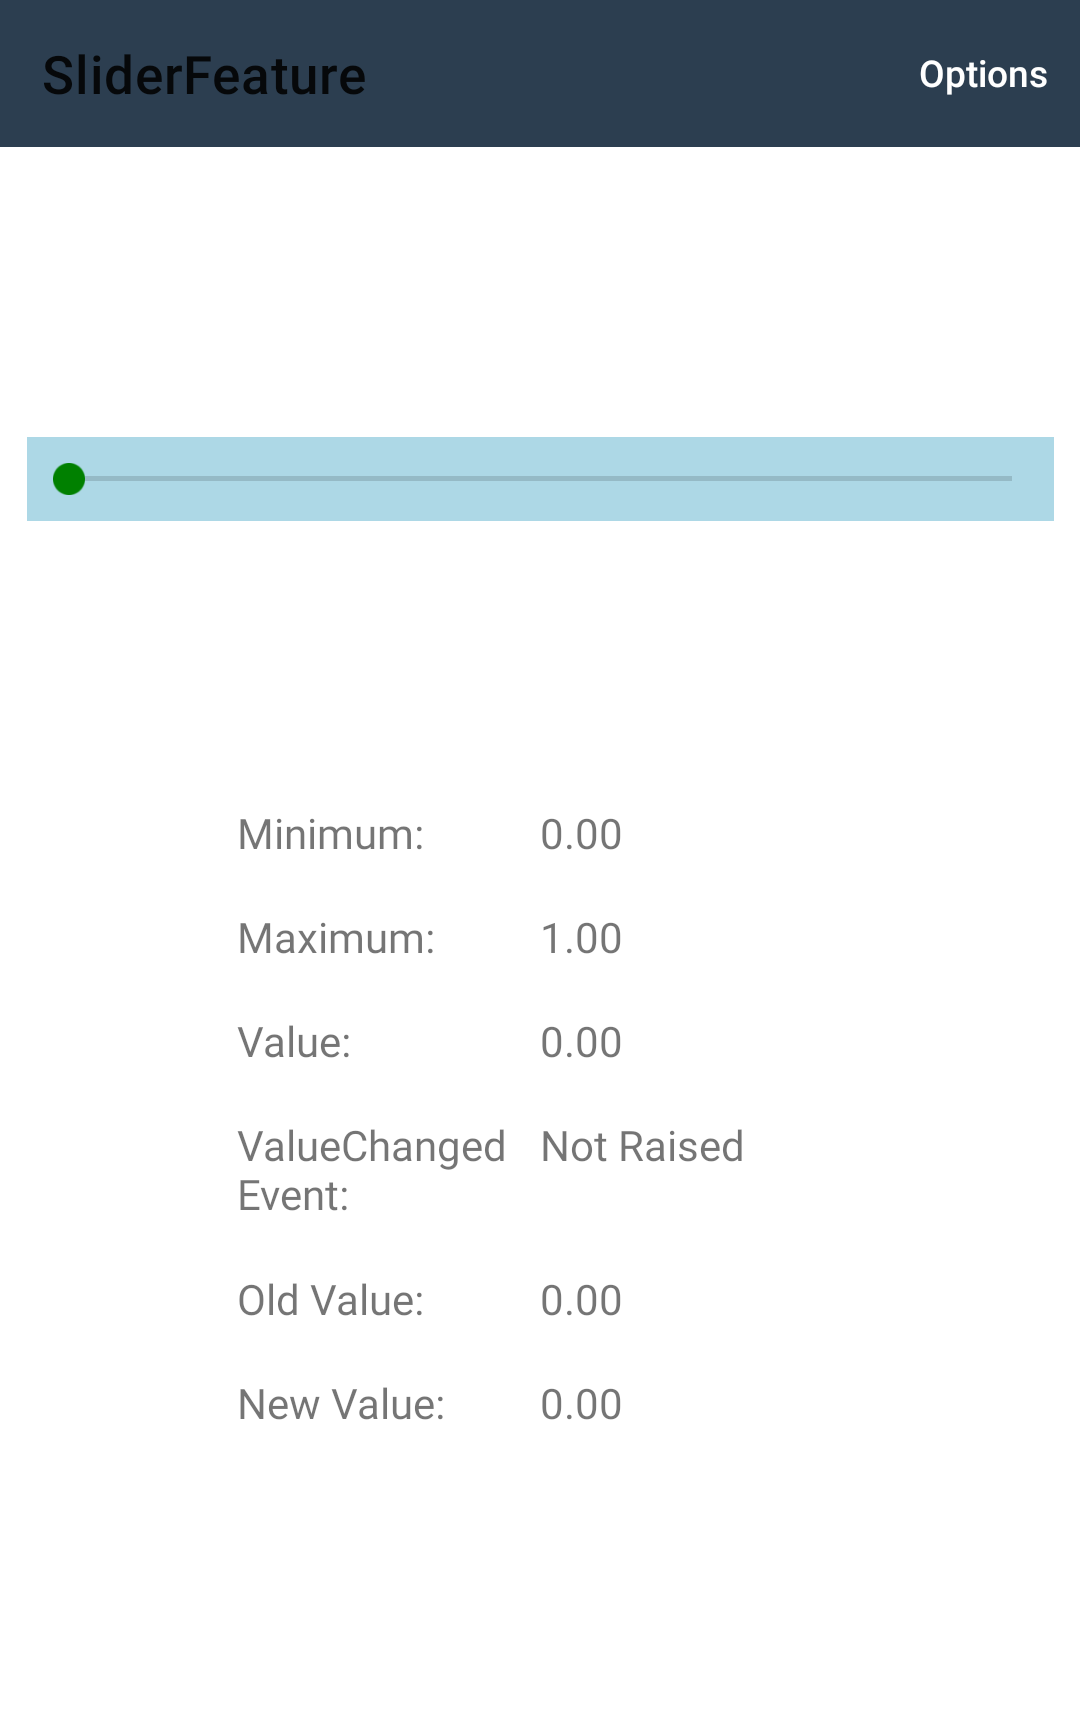 SliderFeature
Options
Minimum: 0.00
Maximum: 1.00
Value: 0.00
ValueChanged Not Raised
Event:
Old Value: 0.00
New Value: 0.00